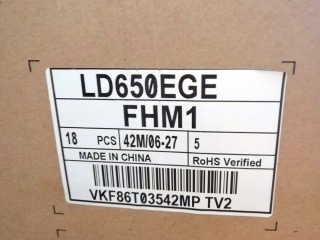 LD650EGE
FHM1
18 PCS 42M/06-27 5
MADE IN CHINA RoHS Verified
VKF86T03542MP TV2